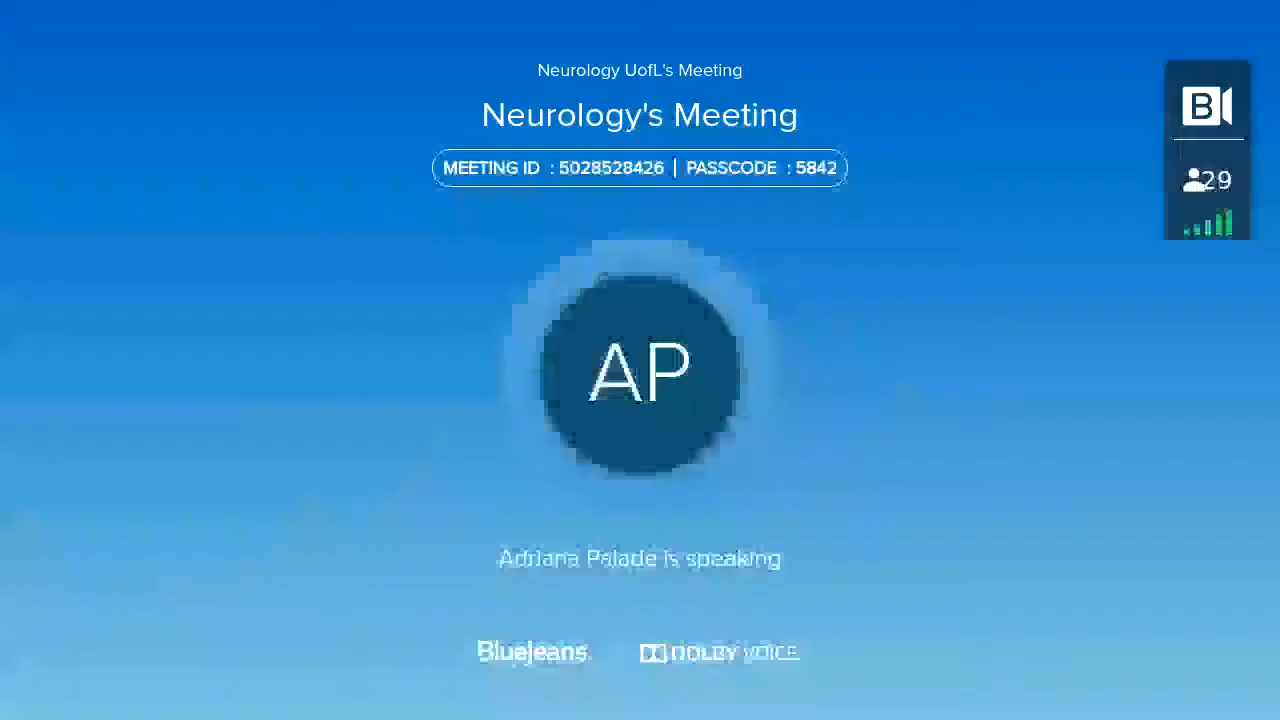 Neurology UofL's Meeting
Neurology's Meeting
MEETING ID : 5028528426 | PASSCODE : 5842
B
29
AP
Adriana Palade is speaking
Bluejeans DOLBY VOICE